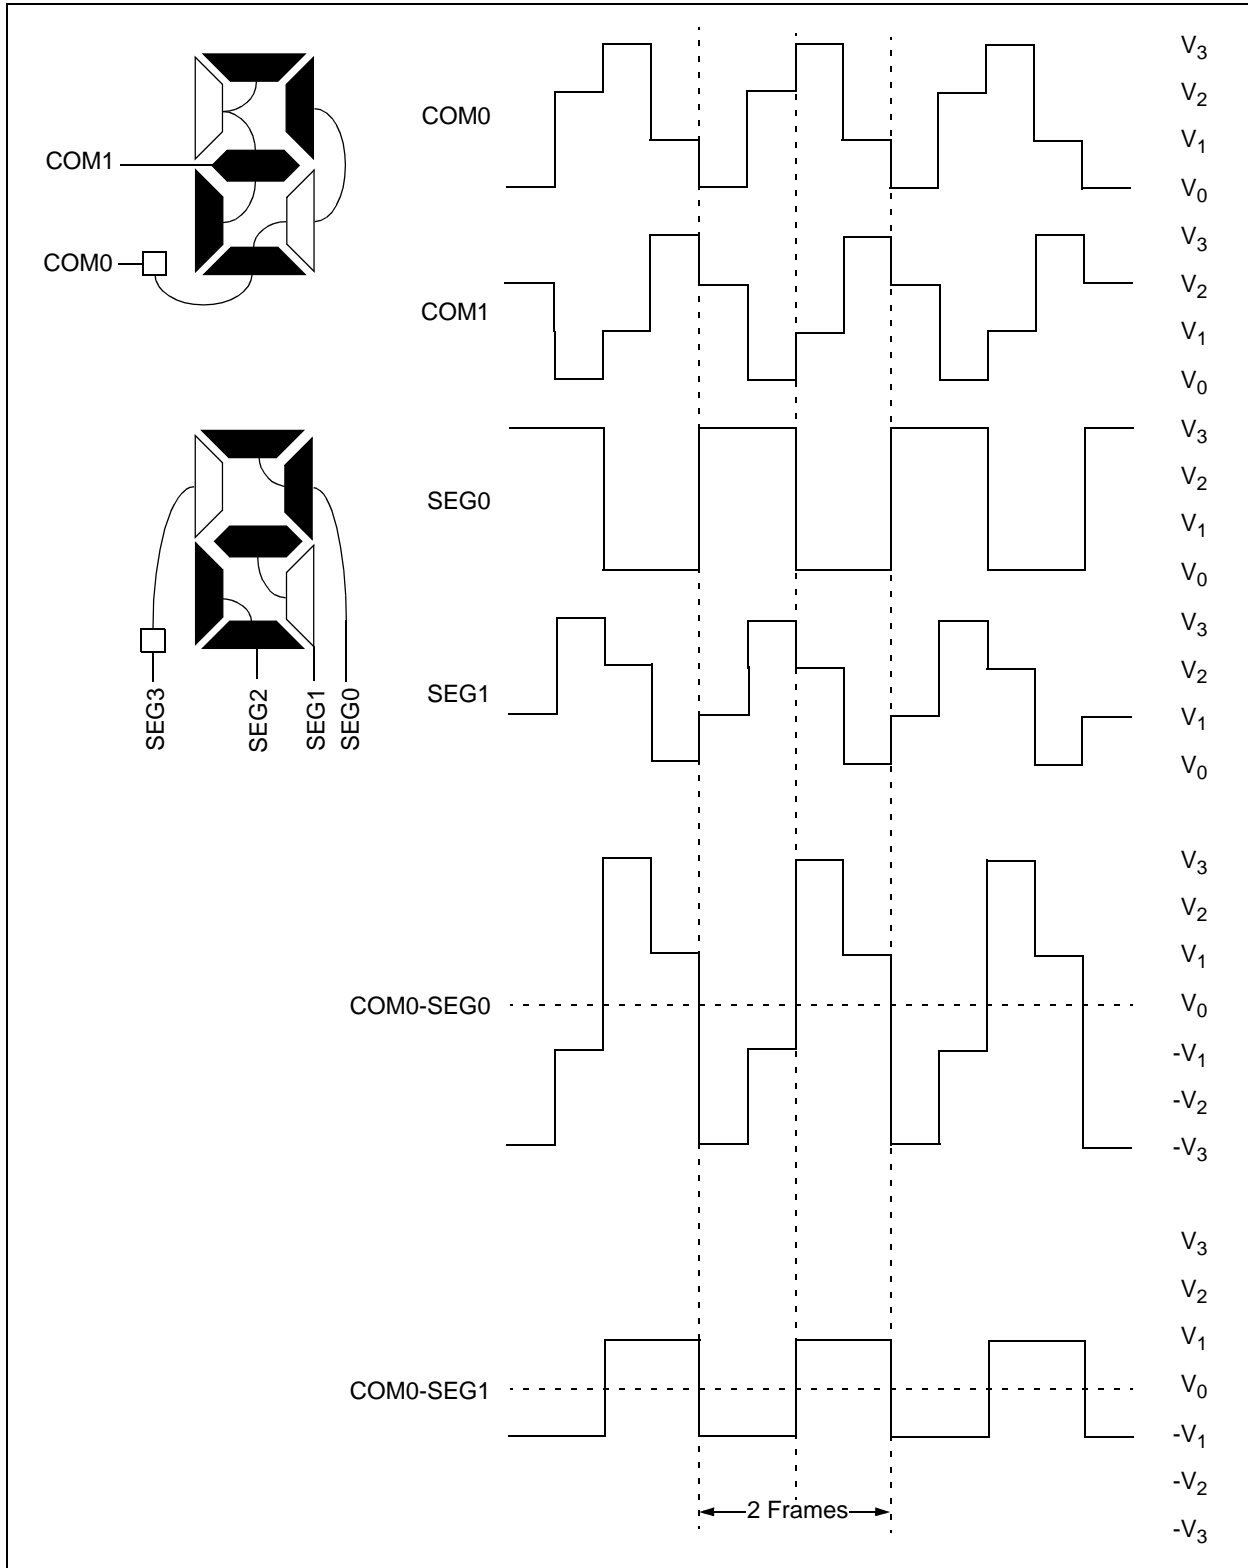 COM1
COM0
SEG3
SEG2
SEG1
SEG0
COM0
V3
V2
V1
V0
COM1
V3
V2
V1
V0
SEG0
V3
V2
V1
V0
SEG1
V3
V2
V1
V0
COM0-SEG0
V3
V2
V1
V0
-V1
-V2
-V3
COM0-SEG1
V3
V2
V1
V0
-V1
-V2
-V3
2 Frames